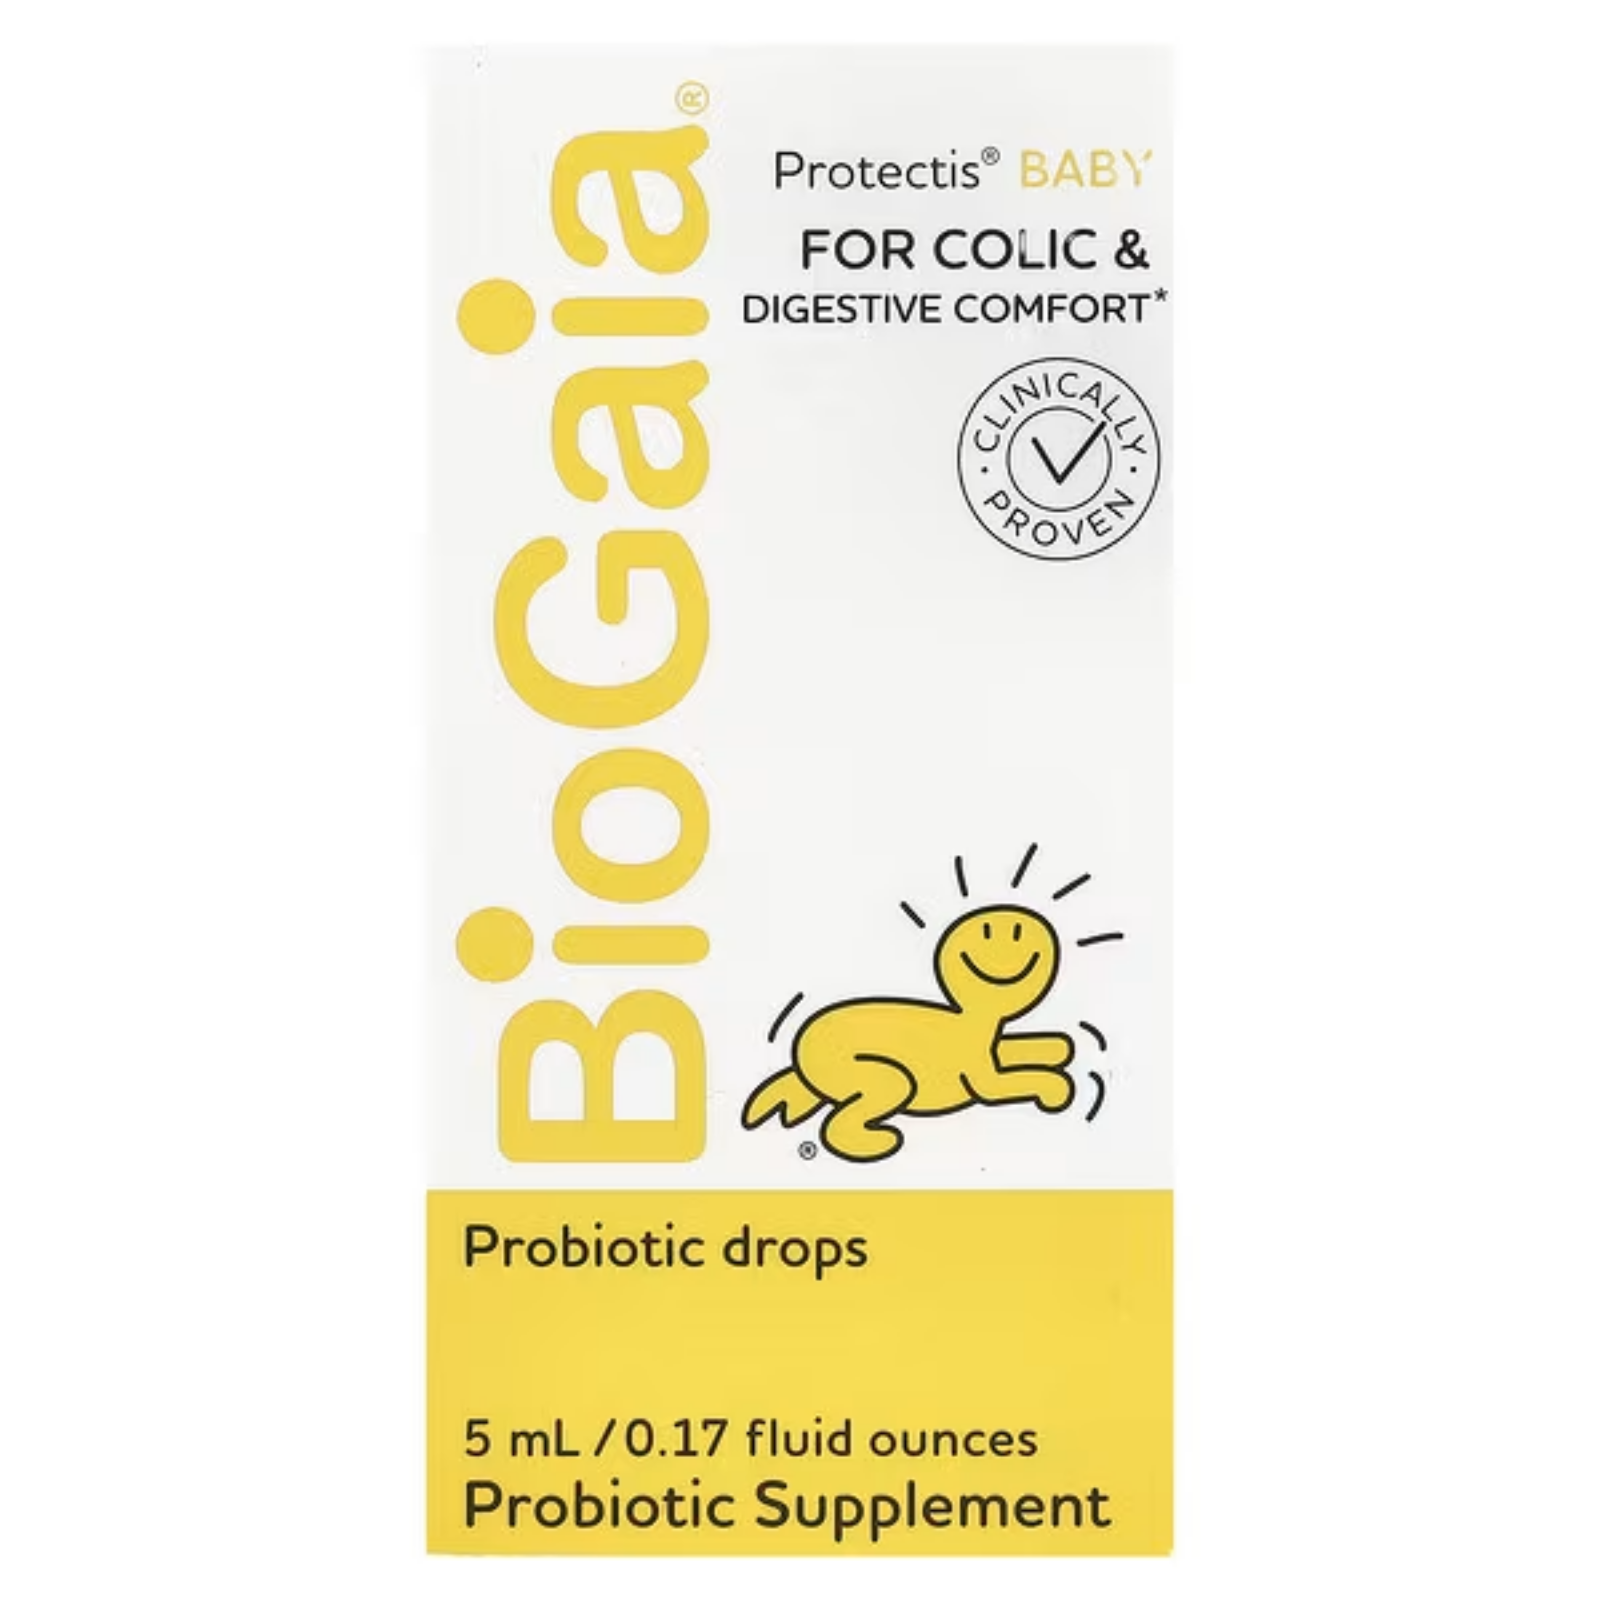 BioGaia®
Protectis® BABY
FOR COLIC &
DIGESTIVE COMFORT*
CLINICALLY
PROVEN
®
Probiotic drops
5 mL / 0.17 fluid ounces
Probiotic Supplement